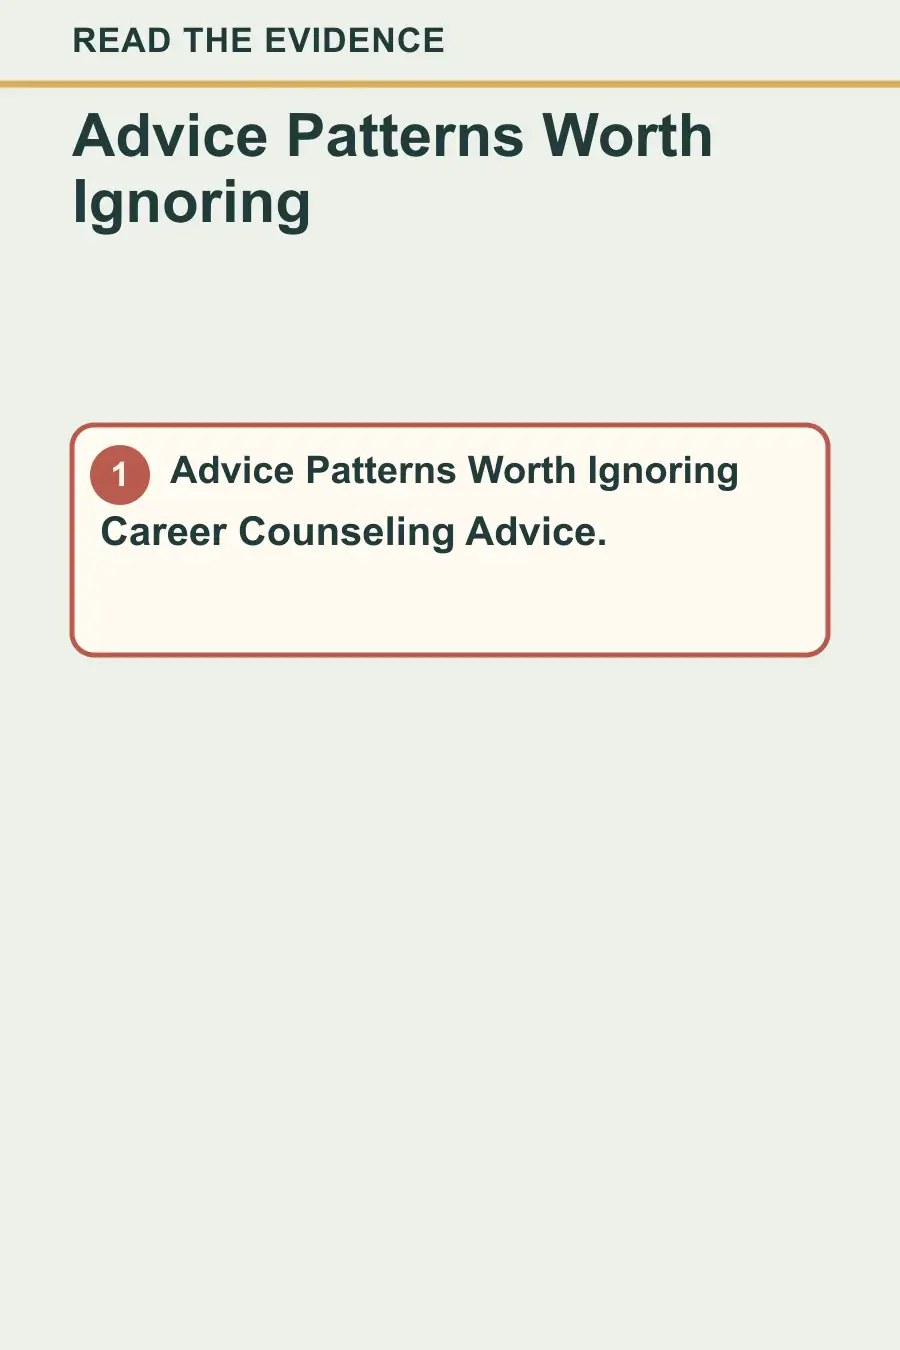 READ THE EVIDENCE
Advice Patterns Worth
Ignoring
1 Advice Patterns Worth Ignoring
Career Counseling Advice.